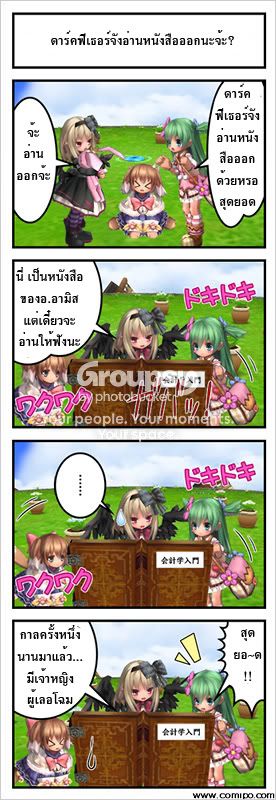 ดาร์คฟีเธอร์จังอ่านหนังสือออกนะจ้ะ?
ดาร์ค
ฟีเธอร์จัง
อ่านหนัง
สือออก
ด้วยหรอ
สุดยอด
จ้ะ
อ่าน
ออกจ้ะ
นี่ เป็นหนังสือ
ของอ.อามิส
แต่เดี๋ยวจะ
อ่านให้ฟังนะ
ドキドキ
ワクワク
会計学入門
photobucket
your people. Your moments.
Your space.
......
ドキドキ
ワクワク
会計学入門
กาลครั้งหนึ่ง
นานมาแล้ว...
มีเจ้าหญิง
ผู้เลอโฉม
สุด
ยอ~ด
!!
会計学入門
www.comipo.com